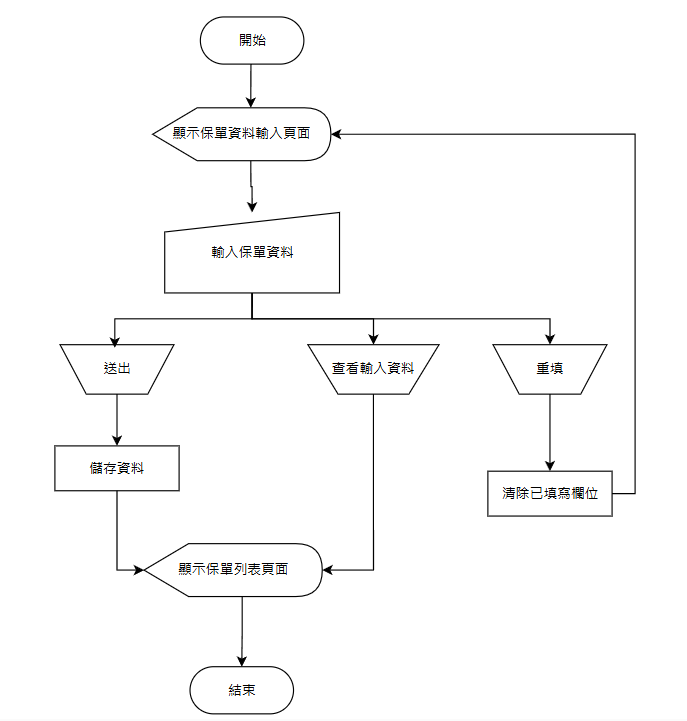 開始
顯示保單資料輸入頁面
輸入保單資料
送出
查看輸入資料
重填
儲存資料
清除已填寫欄位
顯示保單列表頁面
結束